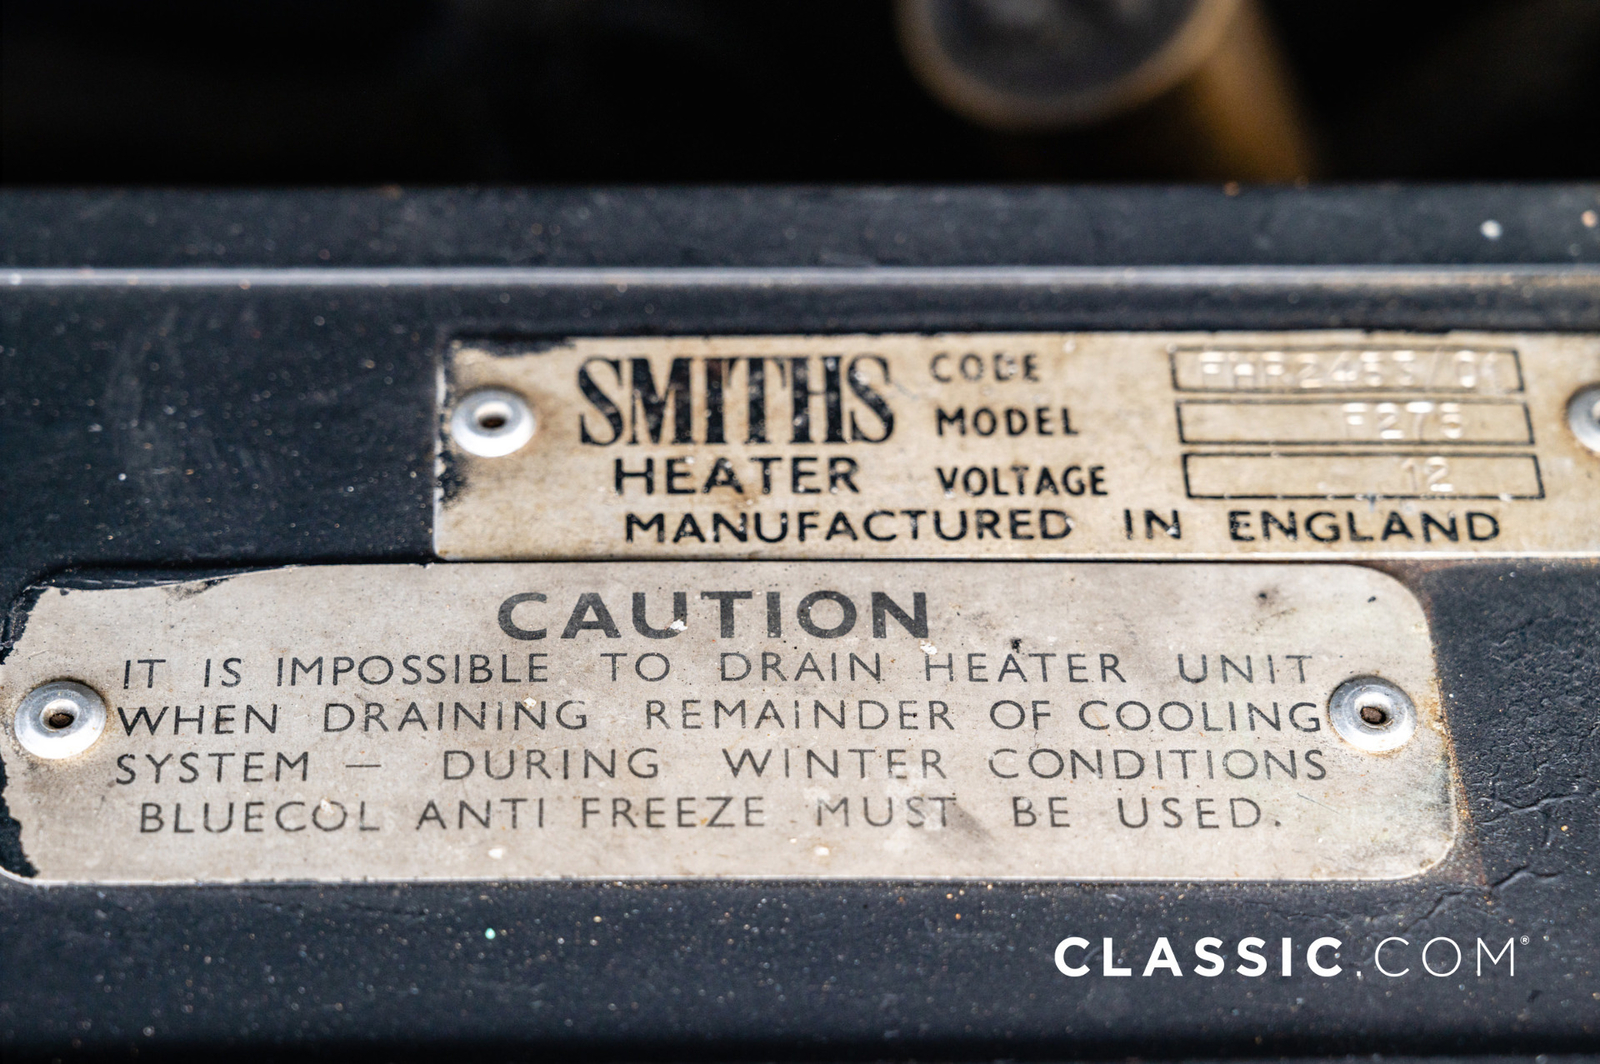 SMITHS CODE
MODEL F275
HEATER VOLTAGE 12
MANUFACTURED IN ENGLAND
CAUTION
IT IS IMPOSSIBLE TO DRAIN HEATER UNIT
WHEN DRAINING REMAINDER OF COOLING
SYSTEM — DURING WINTER CONDITIONS
BLUECOL ANTI FREEZE MUST BE USED.
CLASSIC.COM®